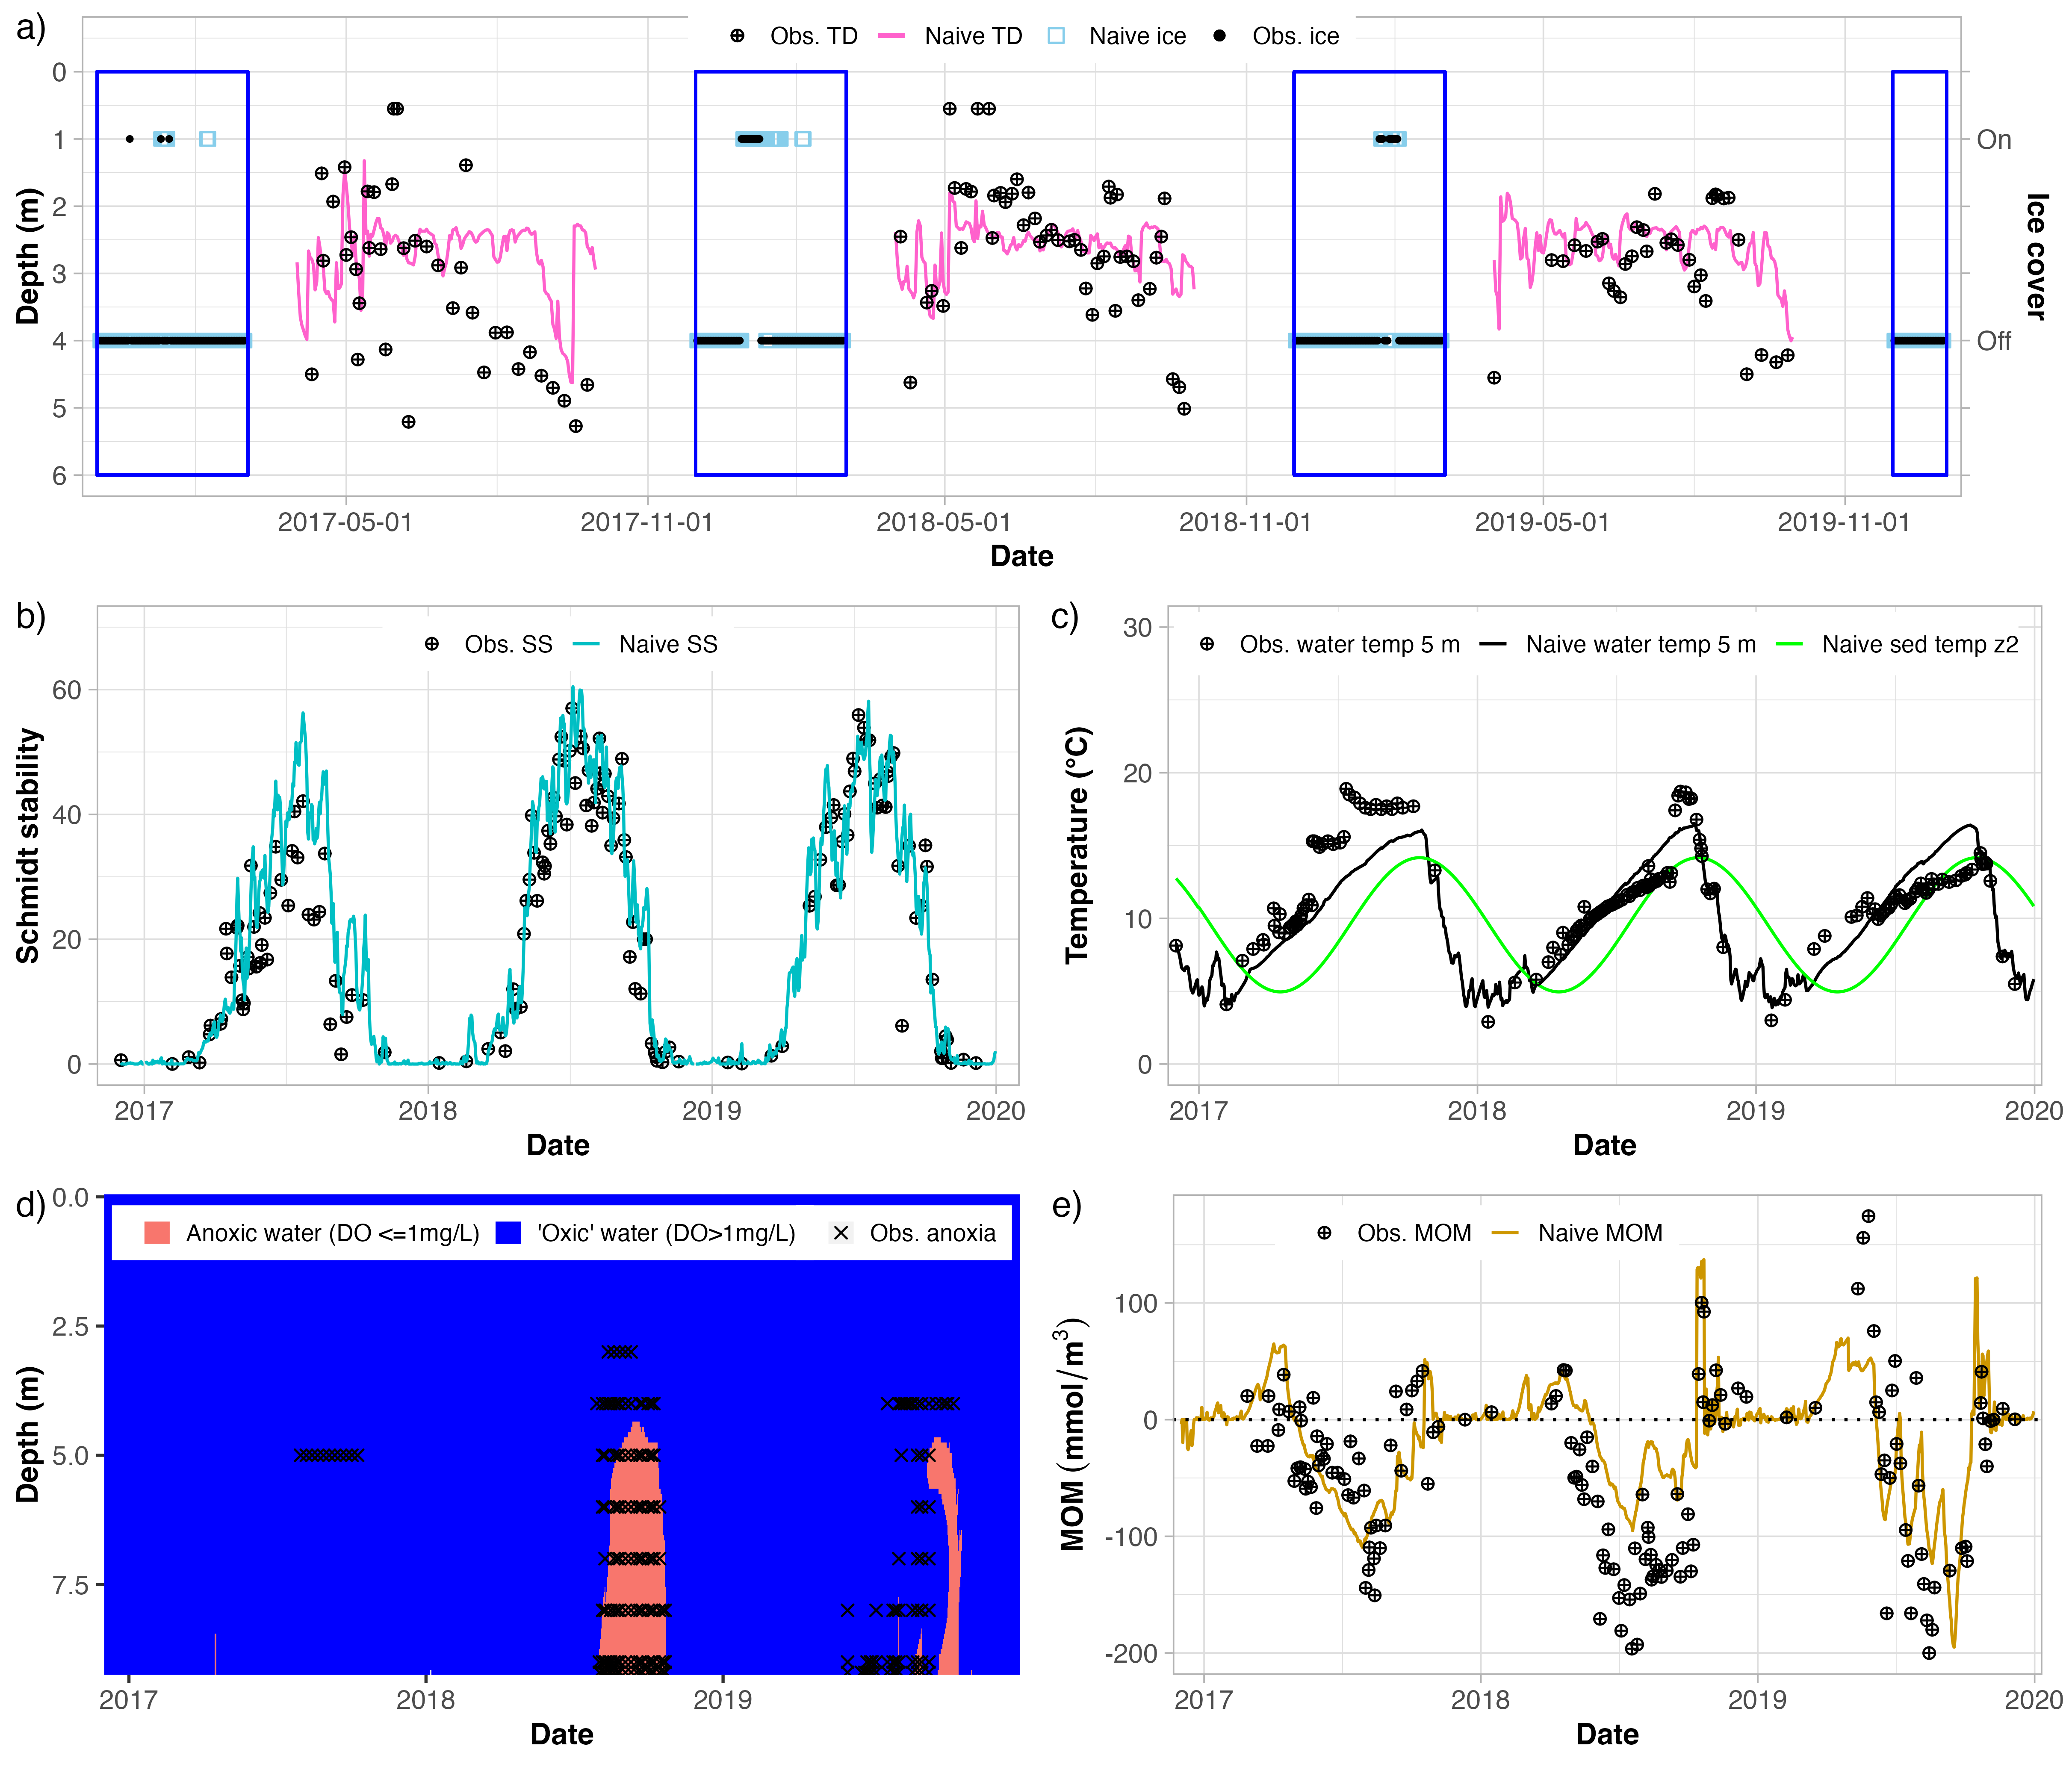 a)
Obs. TD Naive TD Naive ice Obs. ice
0
1
2
3
4
5
6
Depth (m)
On
Off
Ice cover
2017-05-01 2017-11-01 2018-05-01 2018-11-01 2019-05-01 2019-11-01
Date
b)
Obs. SS Naive SS
60
40
20
0
Schmidt stability
2017 2018 2019 2020
Date
c)
Obs. water temp 5 m Naive water temp 5 m Naive sed temp z2
30
20
10
0
Temperature (°C)
2017 2018 2019 2020
Date
d)
Anoxic water (DO <=1mg/L) 'Oxic' water (DO>1mg/L) Obs. anoxia
0.0
2.5
5.0
7.5
Depth (m)
2017 2018 2019
Date
e)
Obs. MOM Naive MOM
100
0
-100
-200
MOM (mmol/m³)
2017 2018 2019 2020
Date